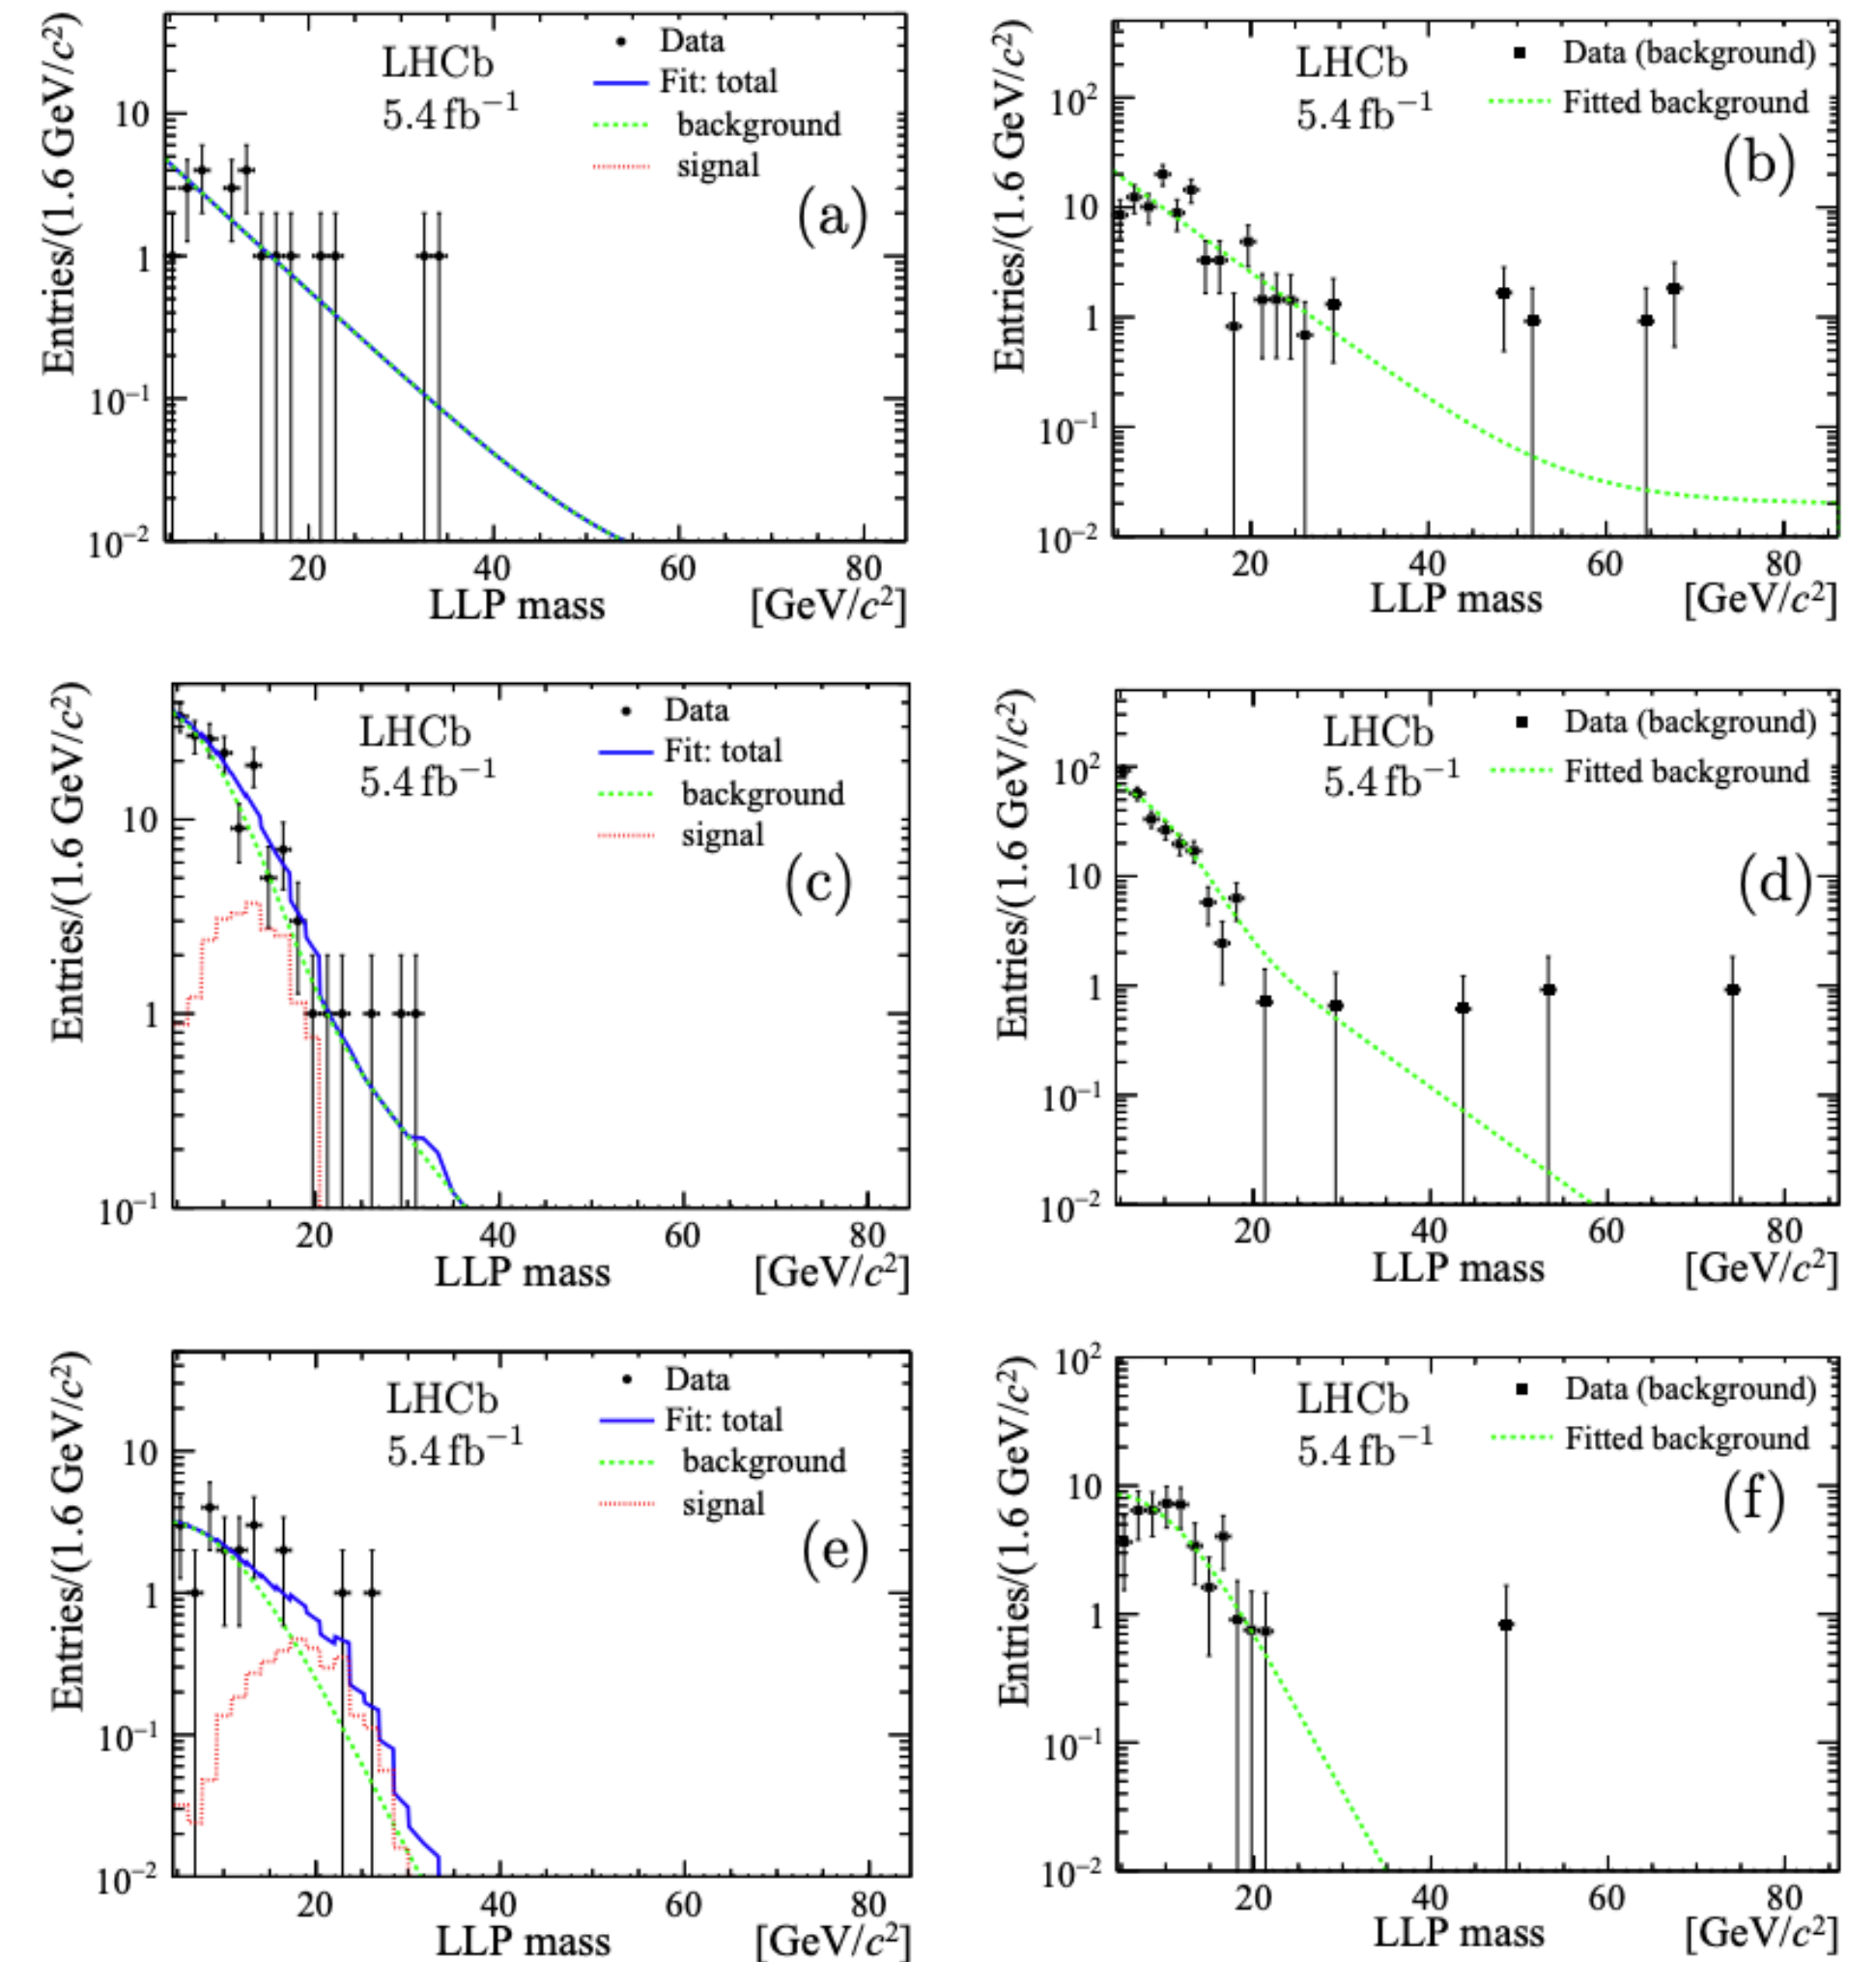 Entries/(1.6 GeV/c²)
LHCb
5.4 fb⁻¹
Data
Fit: total
background
signal
(a)
10
1
10⁻¹
10⁻²
20 40 60 80
LLP mass [GeV/c²]
Entries/(1.6 GeV/c²)
LHCb
5.4 fb⁻¹
Data (background)
Fitted background
(b)
10²
10
1
10⁻¹
10⁻²
20 40 60 80
LLP mass [GeV/c²]
Entries/(1.6 GeV/c²)
LHCb
5.4 fb⁻¹
Data
Fit: total
background
signal
(c)
10
1
10⁻¹
20 40 60 80
LLP mass [GeV/c²]
Entries/(1.6 GeV/c²)
LHCb
5.4 fb⁻¹
Data (background)
Fitted background
(d)
10²
10
1
10⁻¹
10⁻²
20 40 60 80
LLP mass [GeV/c²]
Entries/(1.6 GeV/c²)
LHCb
5.4 fb⁻¹
Data
Fit: total
background
signal
(e)
10
1
10⁻¹
10⁻²
20 40 60 80
LLP mass [GeV/c²]
Entries/(1.6 GeV/c²)
LHCb
5.4 fb⁻¹
Data (background)
Fitted background
(f)
10²
10
1
10⁻¹
10⁻²
20 40 60 80
LLP mass [GeV/c²]